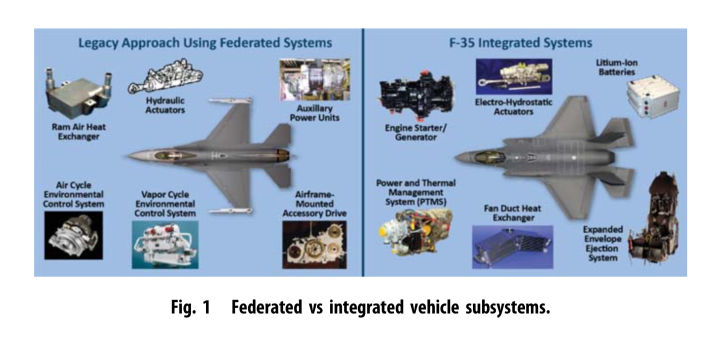 Legacy Approach Using Federated Systems
Ram Air Heat
Exchanger
Hydraulic
Actuators
Auxillary
Power Units
Air Cycle
Environmental
Control System
Vapor Cycle
Environmental
Control System
Airframe-
Mounted
Accessory Drive
F-35 Integrated Systems
Engine Starter/
Generator
Electro-Hydrostatic
Actuators
Litium-Ion
Batteries
Power and Thermal
Management
System (PTMS)
Fan Duct Heat
Exchanger
Expanded
Envelope
Ejection
System
Fig. 1 Federated vs integrated vehicle subsystems.